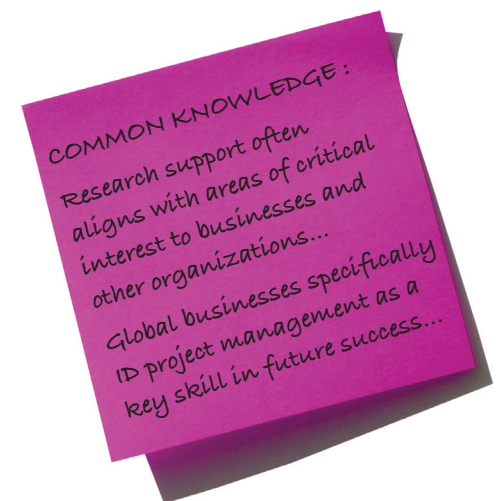 COMMON KNOWLEDGE :
Research support often
aligns with areas of critical
interest to businesses and
other organizations...
Global businesses specifically
ID project management as a
key skill in future success...